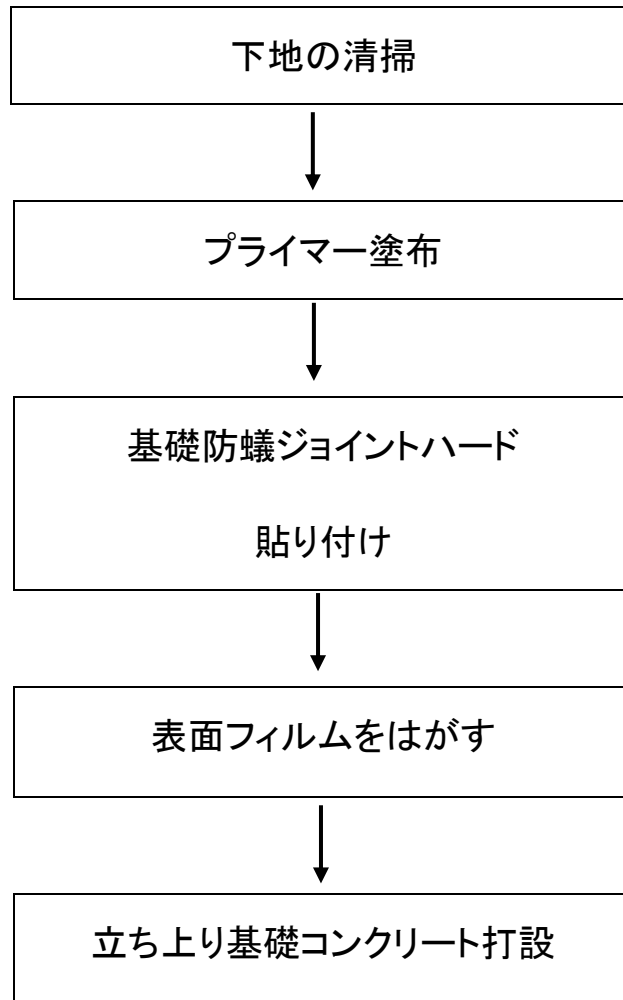 下地の清掃
プライマー塗布
基礎防蟻ジョイントハード
貼り付け
表面フィルムをはがす
立ち上り基礎コンクリート打設